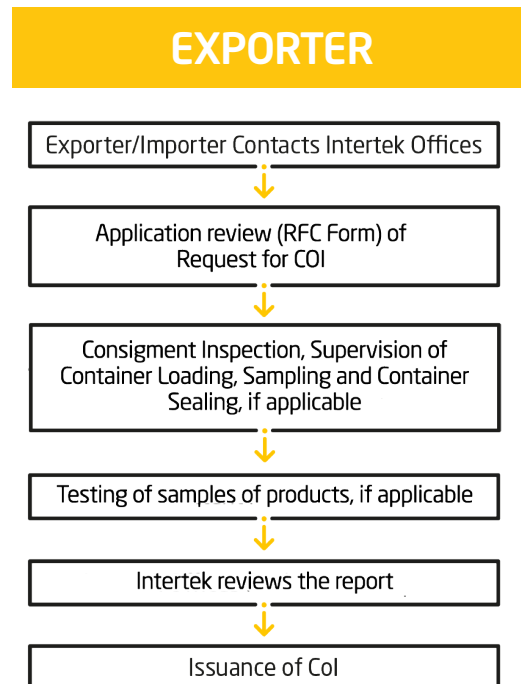 EXPORTER
Exporter/Importer Contacts Intertek Offices
Application review (RFC Form) of
Request for COI
Consigment Inspection, Supervision of
Container Loading, Sampling and Container
Sealing, if applicable
Testing of samples of products, if applicable
Intertek reviews the report
Issuance of CoI